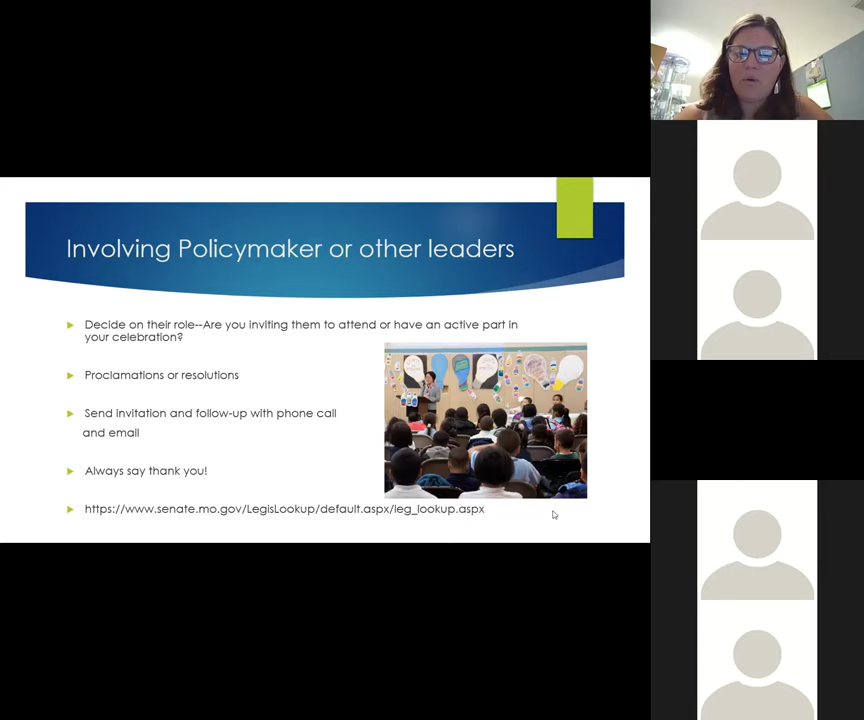 Involving Policymaker or other leaders
Decide on their role--Are you inviting them to attend or have an active part in
your celebration?
Proclamations or resolutions
Send invitation and follow-up with phone call
and email
Always say thank you!
https://www.senate.mo.gov/LegisLookup/default.aspx/leg_lookup.aspx